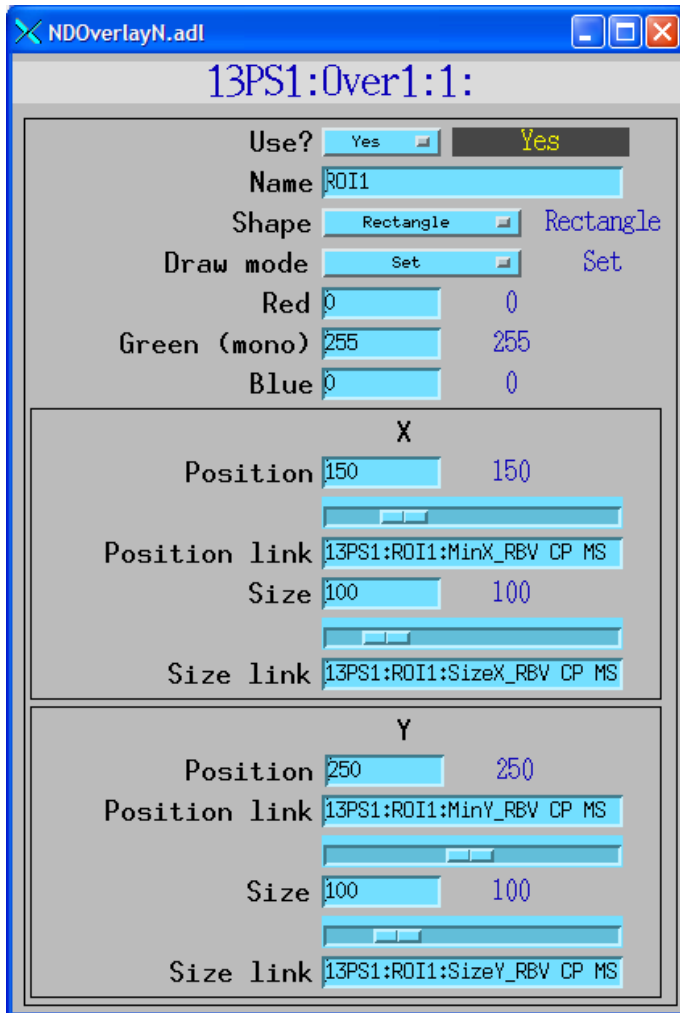 NDOverlayN.adl
13PS1:Over1:1:
Use? Yes Yes
Name ROI1
Shape Rectangle Rectangle
Draw mode Set Set
Red 0 0
Green (mono) 255 255
Blue 0 0
X
Position 150 150
Position link 13PS1:ROI1:MinX_RBV CP MS
Size 100 100
Size link 13PS1:ROI1:SizeX_RBV CP MS
Y
Position 250 250
Position link 13PS1:ROI1:MinY_RBV CP MS
Size 100 100
Size link 13PS1:ROI1:SizeY_RBV CP MS